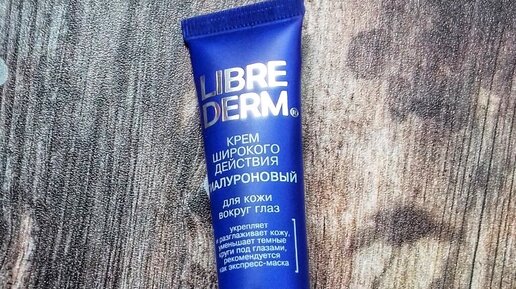 LIBRE
DERM®
КРЕМ
ШИРОКОГО
ДЕЙСТВИЯ
ГИАЛУРОНОВЫЙ
для кожи
вокруг глаз
укрепляет
и разглаживает кожу,
уменьшает темные
круги под глазами,
рекомендуется
как экспресс-маска